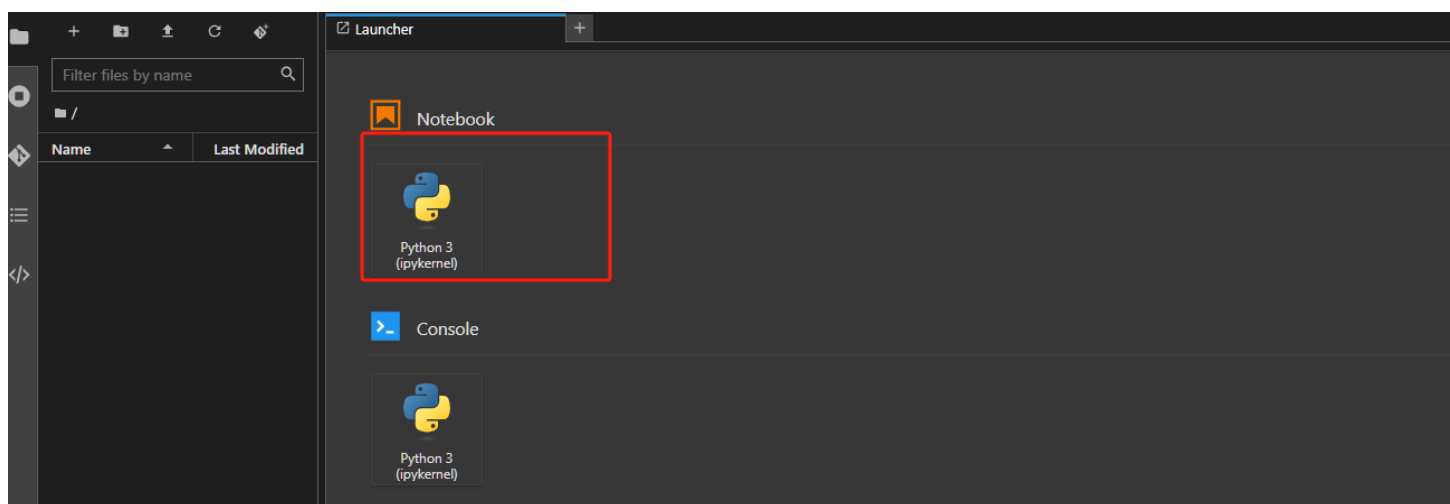 Launcher
Filter files by name
/
Name
Last Modified
Notebook
Python 3
(ipykernel)
Console
Python 3
(ipykernel)